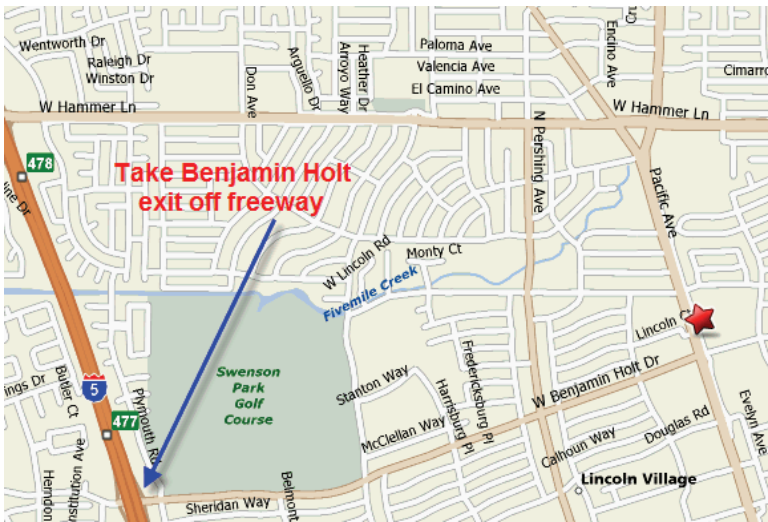 Wentworth Dr
Raleigh Dr
Winston Dr
Don Ave
Arguello Dr
Arroyo Way
Heather Dr
Paloma Ave
Valencia Ave
El Camino Ave
Encino Ave
W Hammer Ln
W Hammer Ln
478
Take Benjamin Holt
exit off freeway
N Pershing Ave
Pacific Ave
W Lincoln Rd
Monty Ct
Fivemile Creek
Lincoln Ct
Swenson
Park
Golf
Course
Stanton Way
Fredericksburg Pl
Harrisburg Pl
W Benjamin Holt Dr
Butler Ct
5
477
Plymouth Rd
McClellan Way
Calhoun Way
Douglas Rd
Evelyn Ave
Lincoln Village
Belmont
Sheridan Way
Herndon